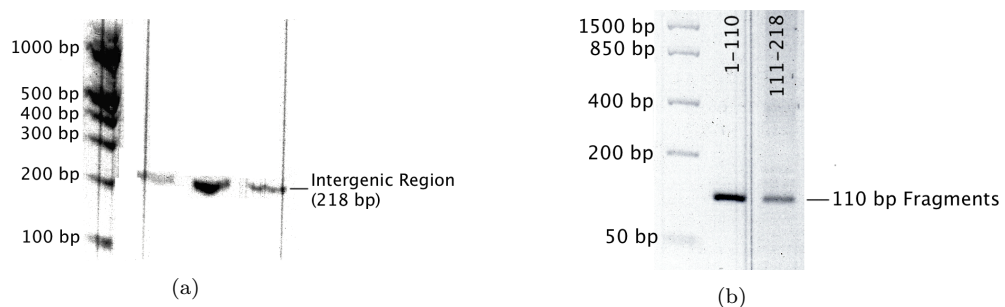 1000 bp
500 bp
400 bp
300 bp
200 bp
100 bp
Intergenic Region
(218 bp)
(a)
1500 bp
850 bp
400 bp
200 bp
50 bp
1-110
111-218
110 bp Fragments
(b)